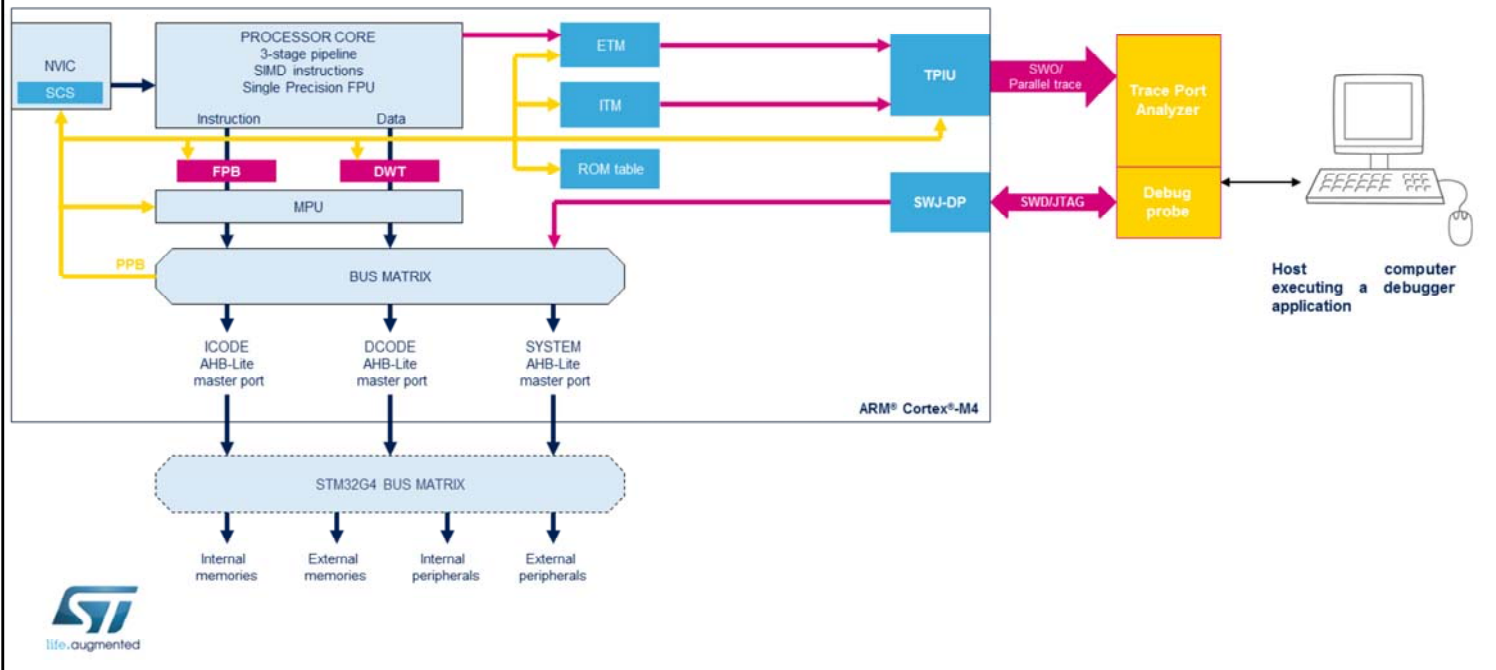 NVIC
SCS
PROCESSOR CORE
3-stage pipeline
SIMD instructions
Single Precision FPU
Instruction
Data
FPB
DWT
MPU
PPB
BUS MATRIX
ETM
ITM
ROM table
TPIU
SWJ-DP
SWO/
Parallel trace
SWD/JTAG
Trace Port
Analyzer
Debug
probe
Host computer
executing a debugger
application
ICODE
AHB-Lite
master port
DCODE
AHB-Lite
master port
SYSTEM
AHB-Lite
master port
ARM® Cortex®-M4
STM32G4 BUS MATRIX
Internal
memories
External
memories
Internal
peripherals
External
peripherals
ST
life.augmented